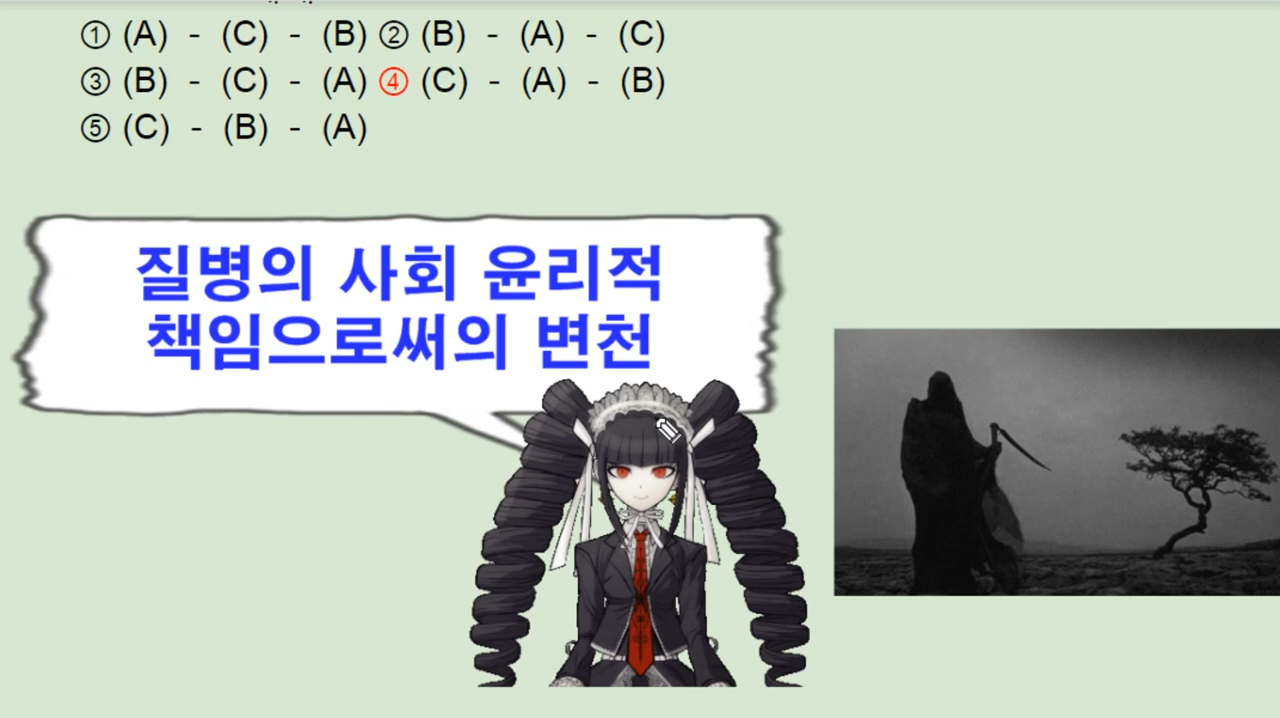 ① (A) - (C) - (B) ② (B) - (A) - (C)
③ (B) - (C) - (A) ④ (C) - (A) - (B)
⑤ (C) - (B) - (A)
질병의 사회 윤리적
책임으로써의 변천